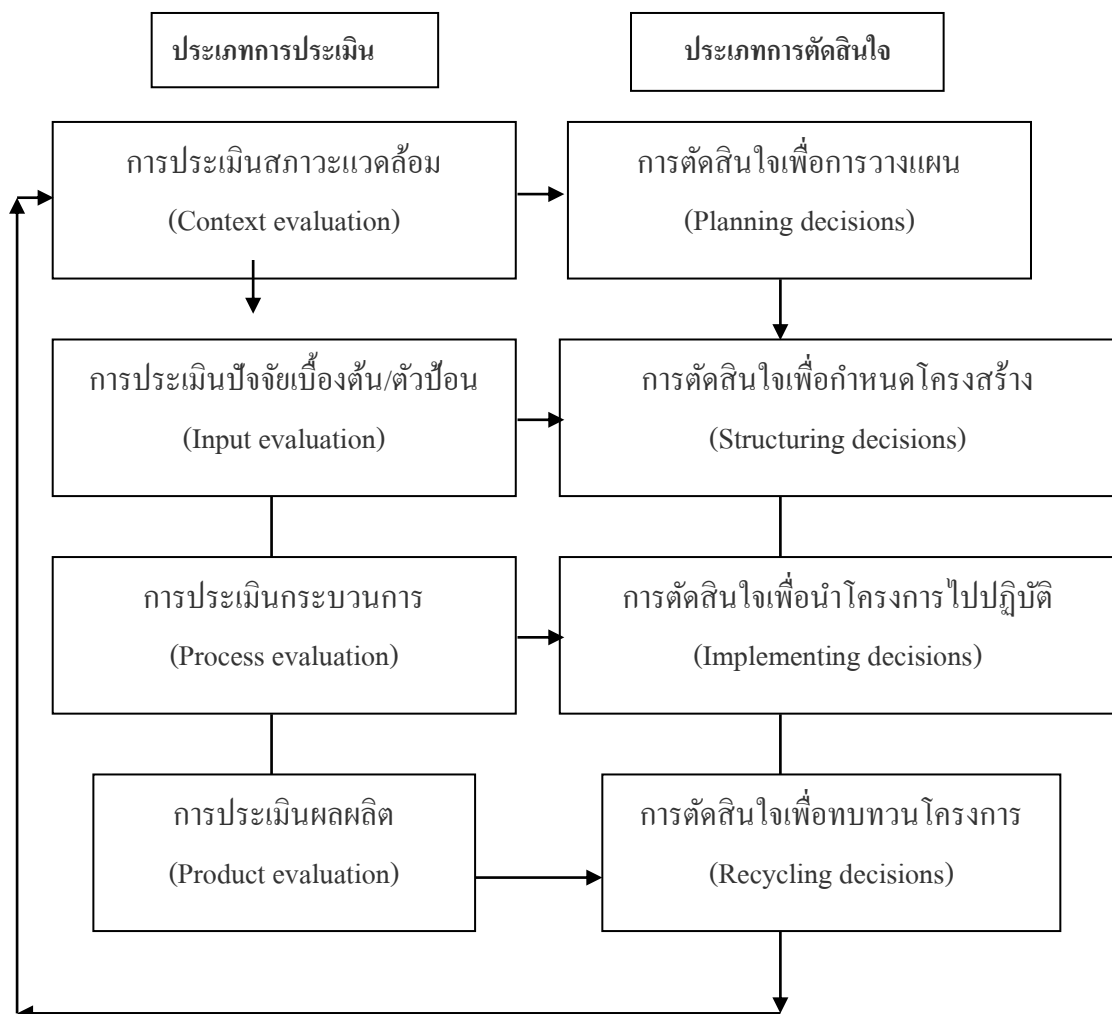 ประเภทการประเมิน
ประเภทการตัดสินใจ
การประเมินสภาวะแวดล้อม
(Context evaluation)
การตัดสินใจเพื่อการวางแผน
(Planning decisions)
การประเมินปัจจัยเบื้องต้น/ตัวป้อน
(Input evaluation)
การตัดสินใจเพื่อกำหนดโครงสร้าง
(Structuring decisions)
การประเมินกระบวนการ
(Process evaluation)
การตัดสินใจเพื่อนำโครงการไปปฏิบัติ
(Implementing decisions)
การประเมินผลผลิต
(Product evaluation)
การตัดสินใจเพื่อทบทวนโครงการ
(Recycling decisions)